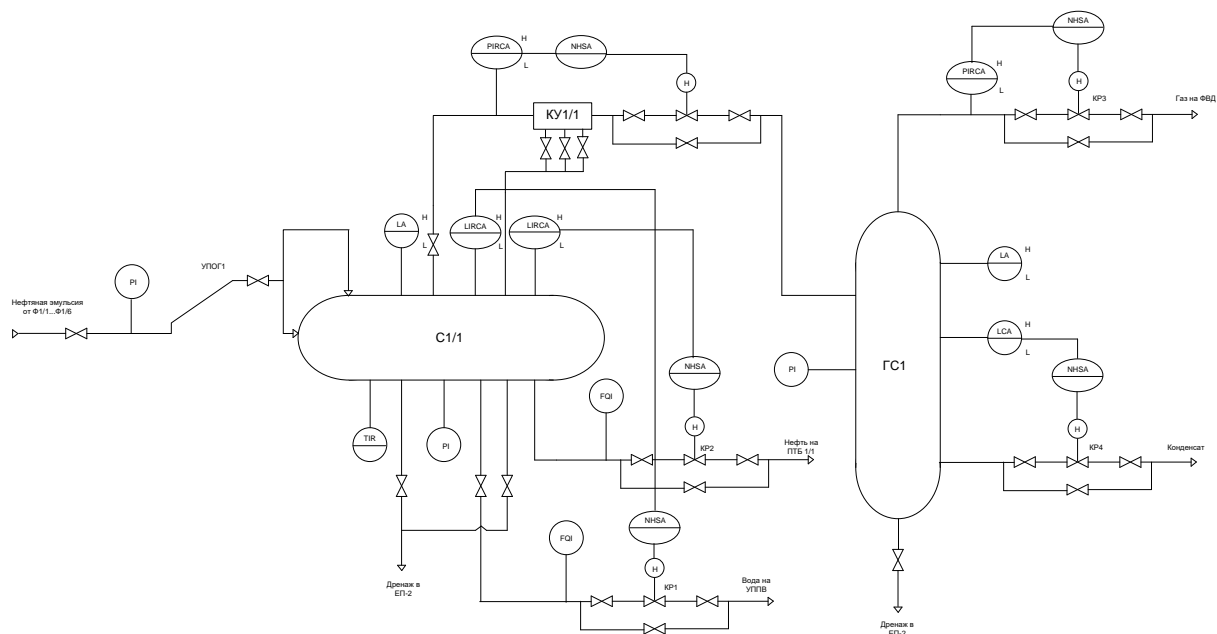 PIRCA
H
L
NHSA
H
КУ1/1
NHSA
PIRCA
H
L
H
КР3
Газ на ФВД
LA
H
L
LIRCA
H
L
LIRCA
H
L
PI
УПОГ1
Нефтяная эмульсия
от Ф1/1...Ф1/6
С1/1
LA
H
L
LCA
H
L
ГС1
PI
NHSA
H
КР4
Конденсат
TIR
PI
FQI
NHSA
H
КР2
Нефть на
ПТБ 1/1
FQI
NHSA
H
КР1
Вода на
УППВ
Дренаж в
ЕП-2
Дренаж в
ЕП-2